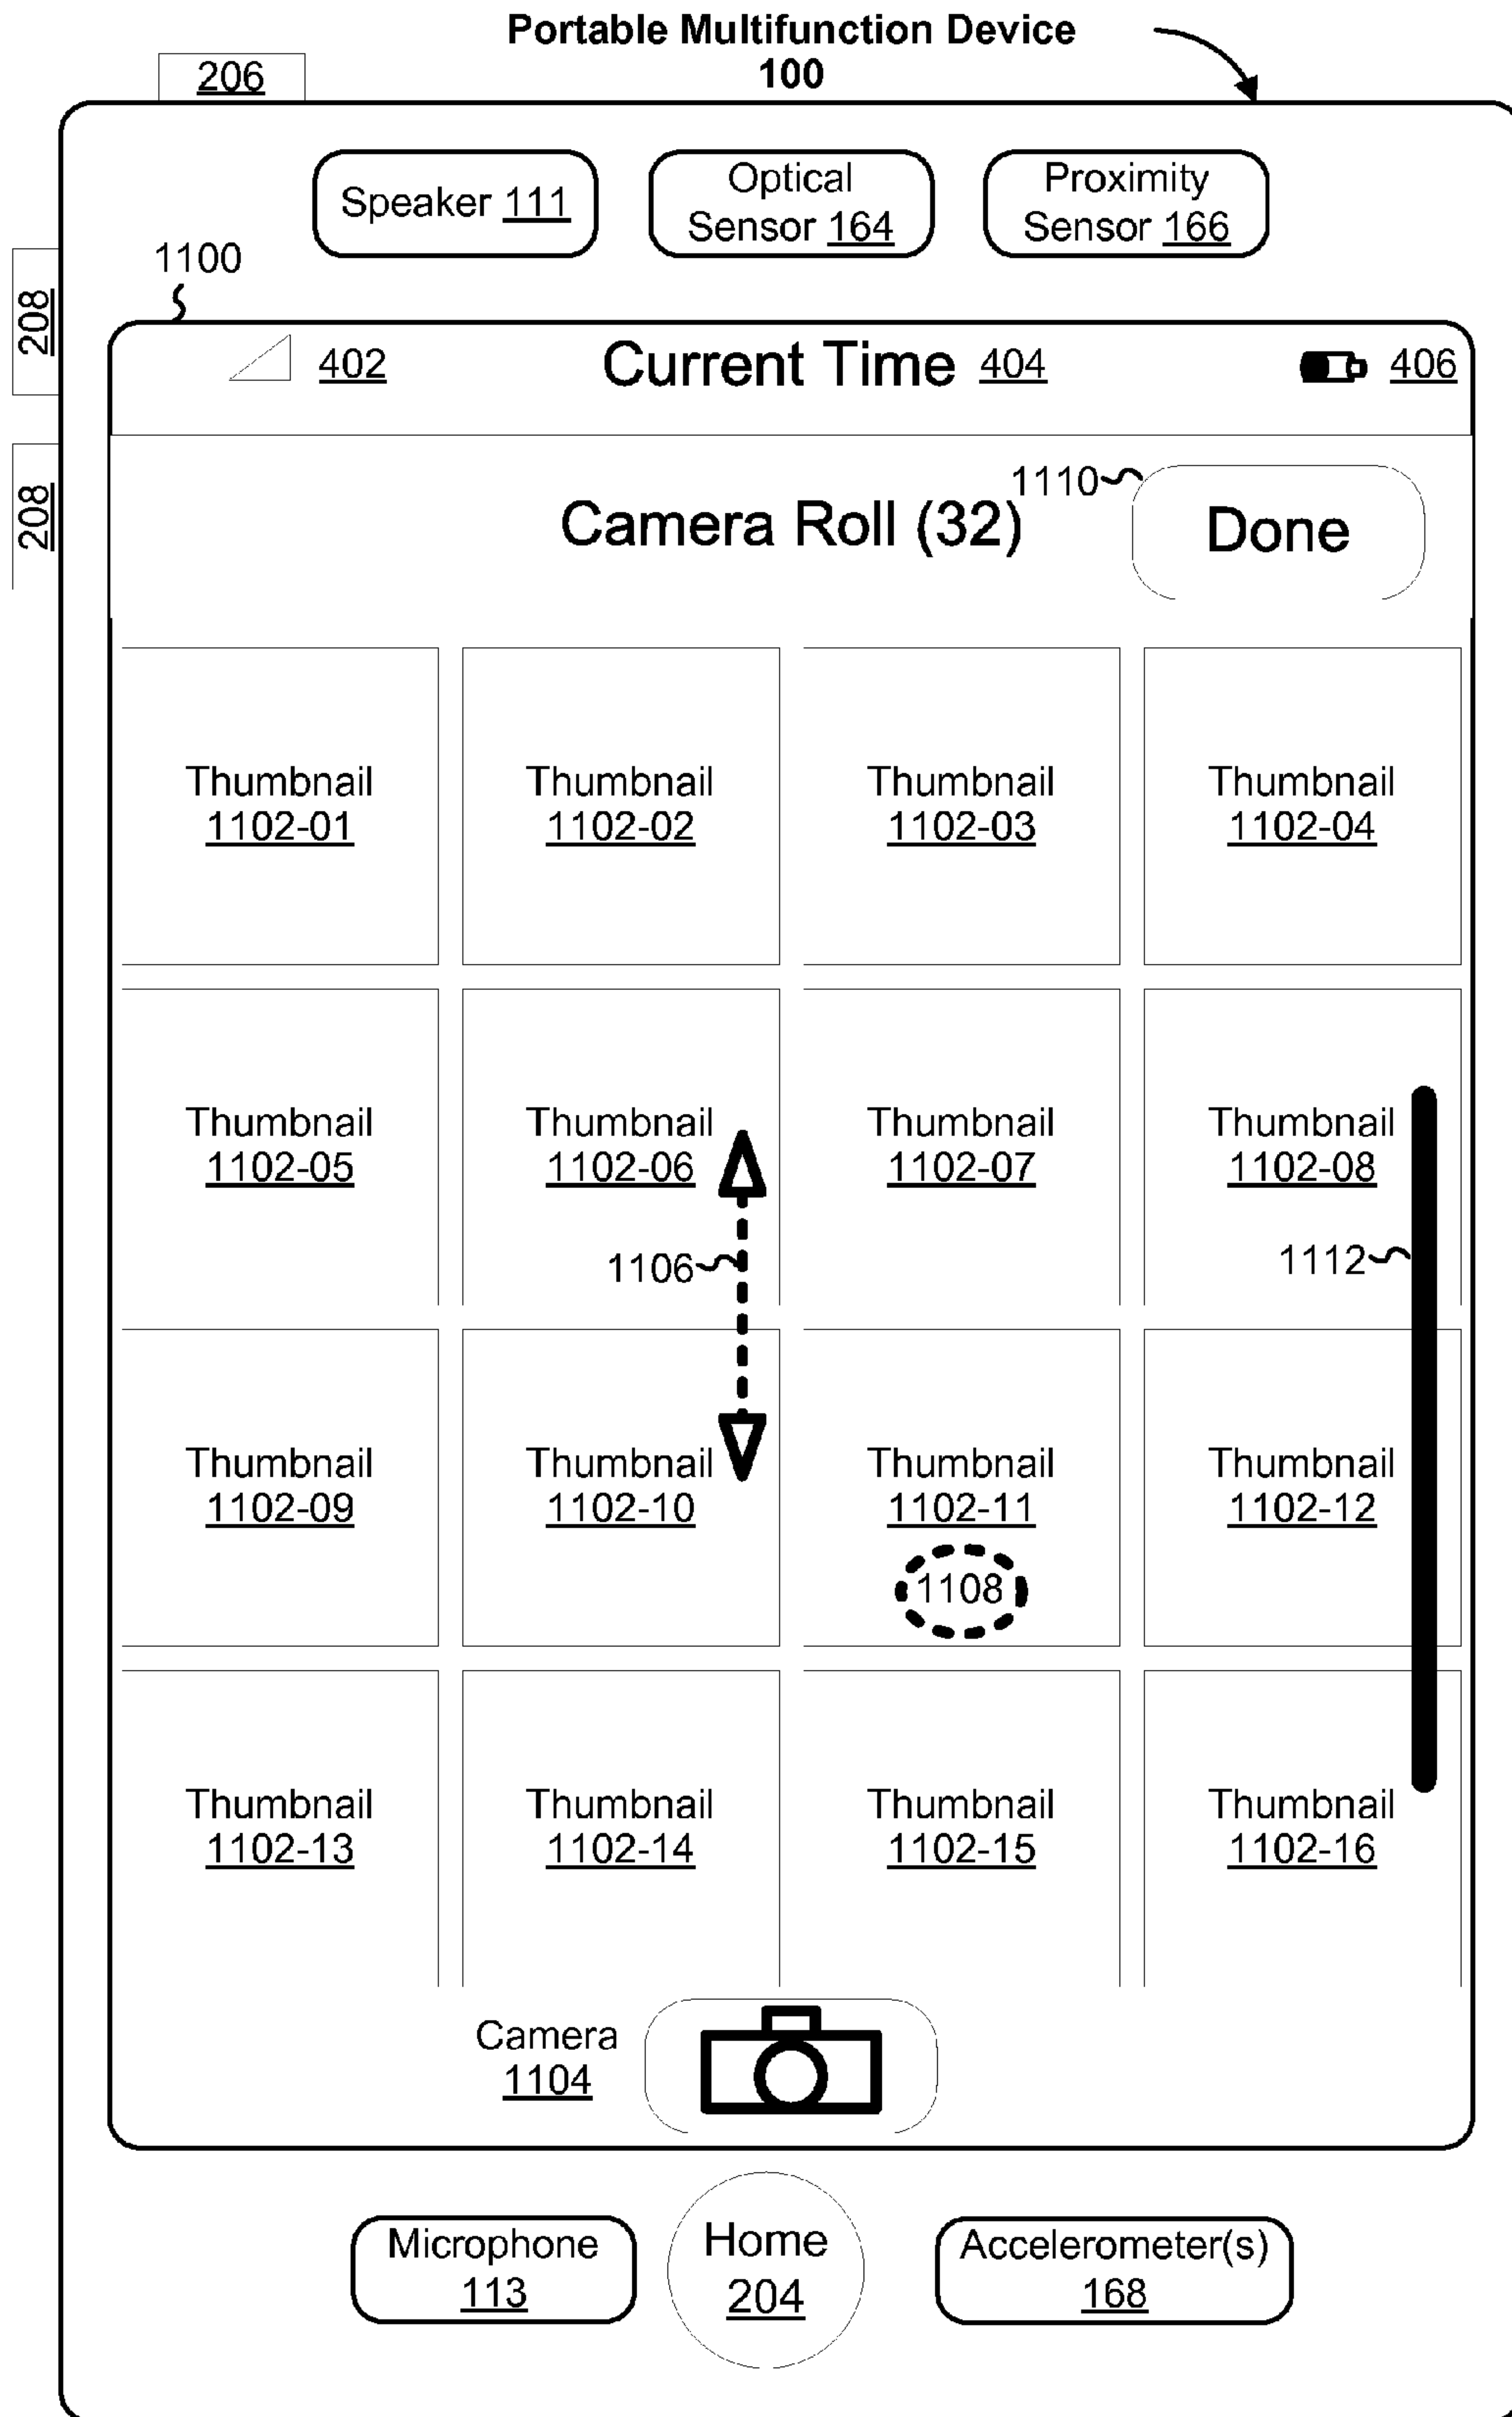 Portable Multifunction Device
100
206
Speaker 111
Optical
Sensor 164
Proximity
Sensor 166
208
1100
402
Current Time 404
406
208
Camera Roll (32)
1110
Done
Thumbnail
1102-01
Thumbnail
1102-02
Thumbnail
1102-03
Thumbnail
1102-04
Thumbnail
1102-05
Thumbnail
1102-06
Thumbnail
1102-07
Thumbnail
1102-08
1106
1112
Thumbnail
1102-09
Thumbnail
1102-10
Thumbnail
1102-11
Thumbnail
1102-12
1108
Thumbnail
1102-13
Thumbnail
1102-14
Thumbnail
1102-15
Thumbnail
1102-16
Camera
1104
Microphone
113
Home
204
Accelerometer(s)
168